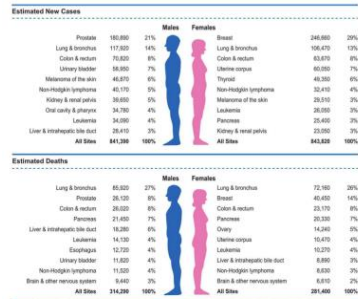 Estimated New Cases
Males Females
Prostate 180,890 21% Breast 246,660 29%
Lung & bronchus 117,920 14% Lung & bronchus 106,470 13%
Colon & rectum 70,820 8% Colon & rectum 63,670 8%
Urinary bladder 58,950 7% Uterine corpus 60,050 7%
Melanoma of the skin 46,870 6% Thyroid 49,350 6%
Non-Hodgkin lymphoma 40,170 5% Non-Hodgkin lymphoma 32,410 4%
Kidney & renal pelvis 39,650 5% Melanoma of the skin 29,510 3%
Oral cavity & pharynx 34,780 4% Leukemia 26,050 3%
Leukemia 34,090 4% Pancreas 25,400 3%
Liver & intrahepatic bile duct 28,410 3% Kidney & renal pelvis 23,050 3%
All Sites 841,390 100% All Sites 843,820 100%
Estimated Deaths
Males Females
Lung & bronchus 85,920 27% Lung & bronchus 72,160 26%
Prostate 26,120 8% Breast 40,450 14%
Colon & rectum 26,020 8% Colon & rectum 23,170 8%
Pancreas 21,450 7% Pancreas 20,330 7%
Liver & intrahepatic bile duct 18,280 6% Ovary 14,240 5%
Leukemia 14,130 4% Uterine corpus 10,470 4%
Esophagus 12,720 4% Leukemia 10,270 4%
Urinary bladder 11,820 4% Liver & intrahepatic bile duct 8,890 3%
Non-Hodgkin lymphoma 11,520 4% Non-Hodgkin lymphoma 8,630 3%
Brain & other nervous system 9,440 3% Brain & other nervous system 6,610 2%
All Sites 314,290 100% All Sites 281,400 100%